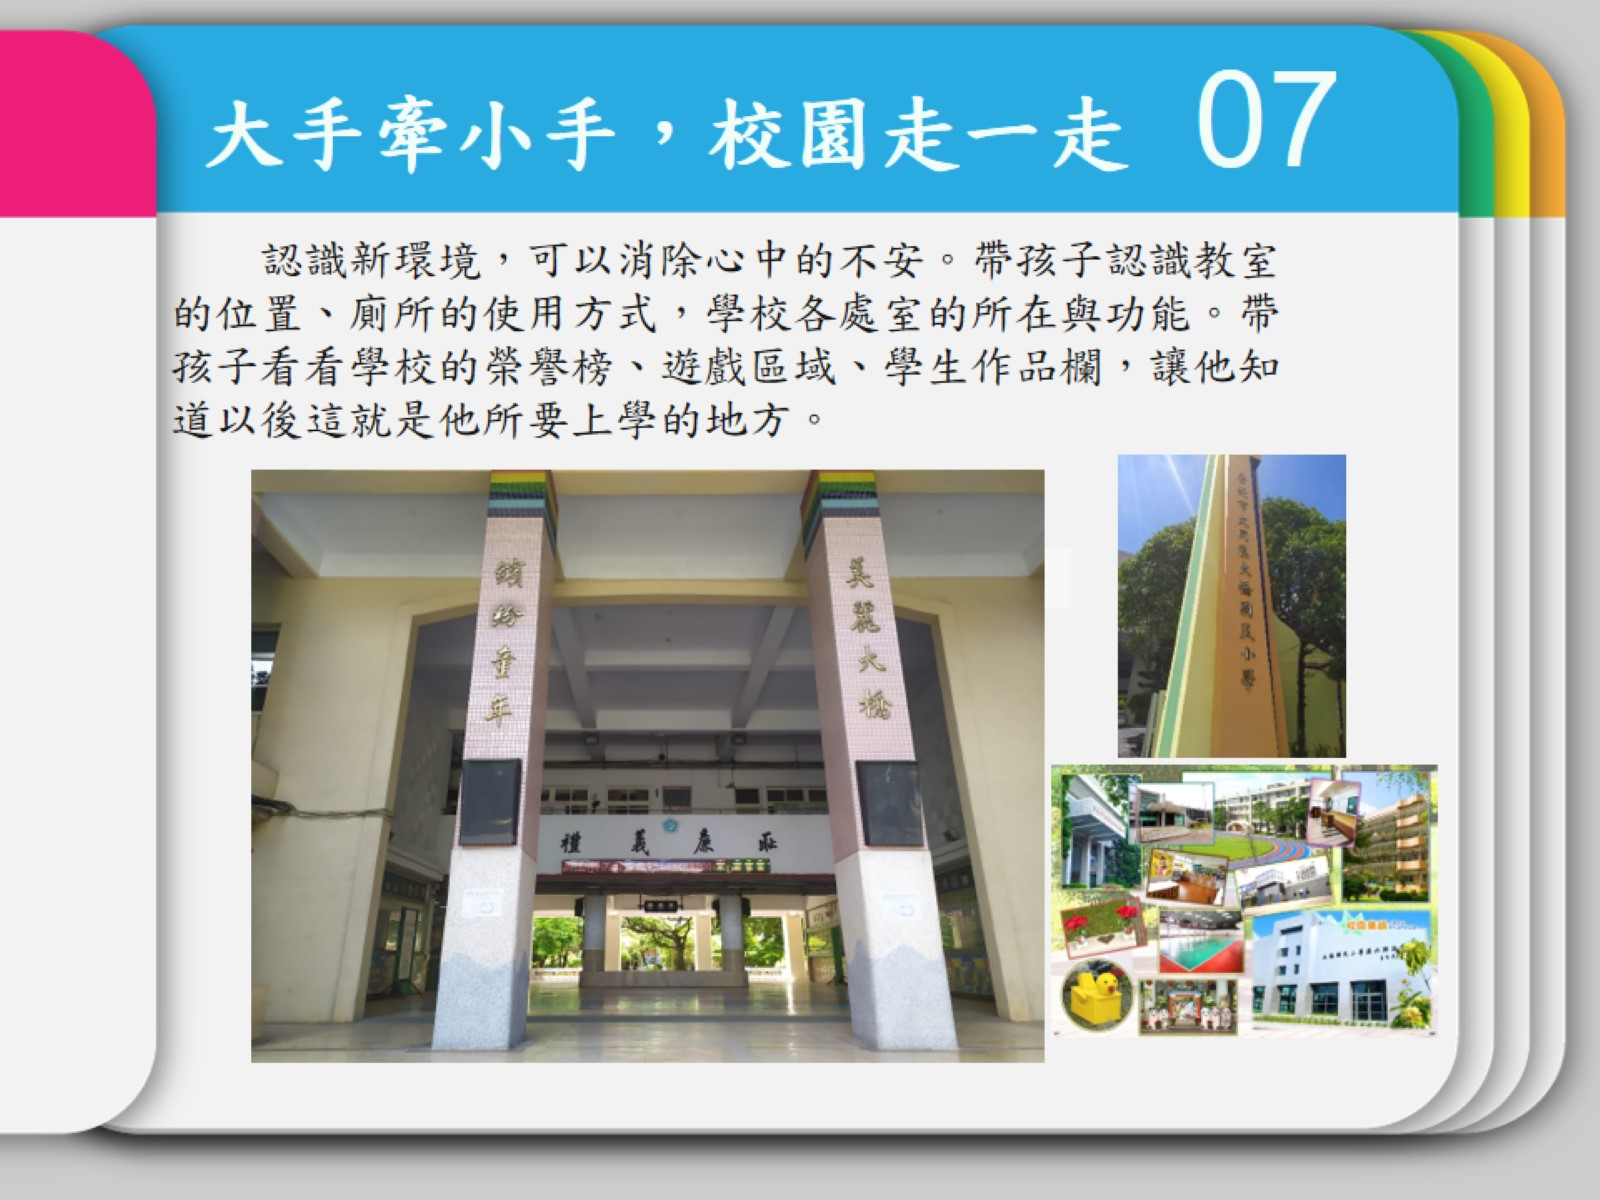 大手牽小手，校園走一走 07
認識新環境，可以消除心中的不安。帶孩子認識教室
的位置、廁所的使用方式，學校各處室的所在與功能。帶
孩子看看學校的榮譽榜、遊戲區域、學生作品欄，讓他知
道以後這就是他所要上學的地方。
繽紛童年
美麗大橋
禮義廉恥